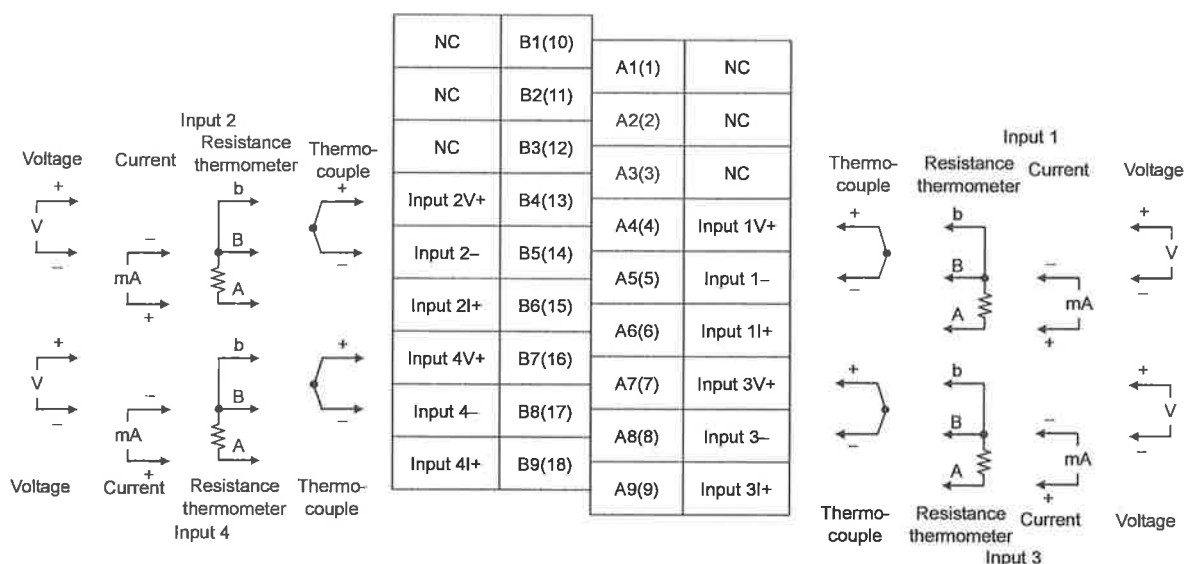 NC B1(10)
A1(1) NC
NC B2(11)
A2(2) NC
NC B3(12)
A3(3) NC
Input 2V+ B4(13)
A4(4) Input 1V+
Input 2– B5(14)
A5(5) Input 1–
Input 2I+ B6(15)
A6(6) Input 1I+
Input 4V+ B7(16)
A7(7) Input 3V+
Input 4– B8(17)
A8(8) Input 3–
Input 4I+ B9(18)
A9(9) Input 3I+
Input 2
Voltage Current Resistance thermometer Thermo-
couple
+ b +
V – B
– mA A –
+
+ b +
V – B
– mA A –
+
Voltage Current Resistance Thermo-
thermometer couple
Input 4
Input 1
Thermo- Resistance Current Voltage
couple thermometer
+ b +
B – V
– A mA –
+
+ b +
B – V
– A mA –
+
Thermo- Resistance Current Voltage
couple thermometer
Input 3